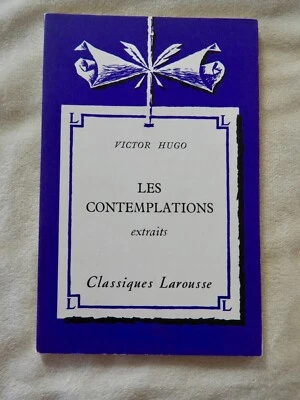 L L
VICTOR HUGO
LES
CONTEMPLATIONS
extraits
Classiques Larousse
L L